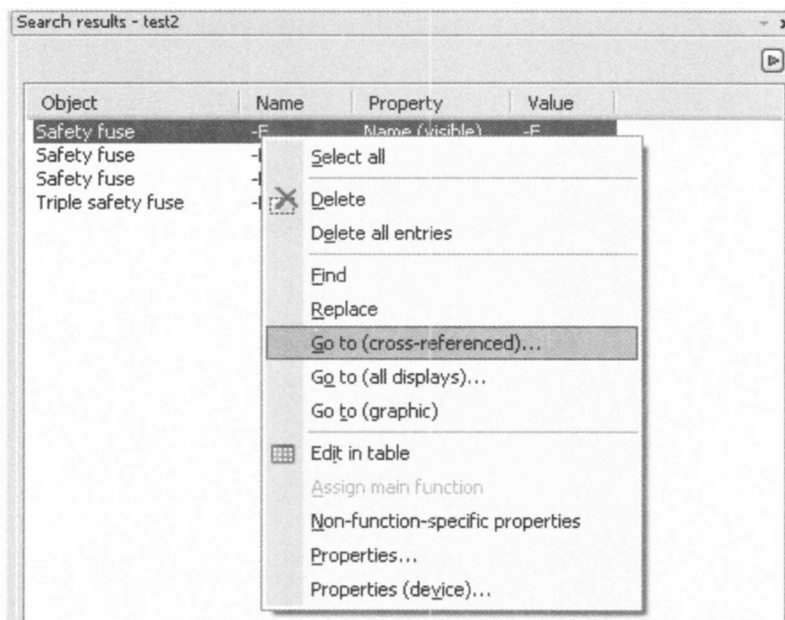 Search results - test2
Object Name Property Value
Safety fuse -F Name (visible) -F
Safety fuse
Safety fuse
Triple safety fuse
Select all
Delete
Delete all entries
Find
Replace
Go to (cross-referenced)...
Go to (all displays)...
Go to (graphic)
Edit in table
Assign main function
Non-function-specific properties
Properties...
Properties (device)...